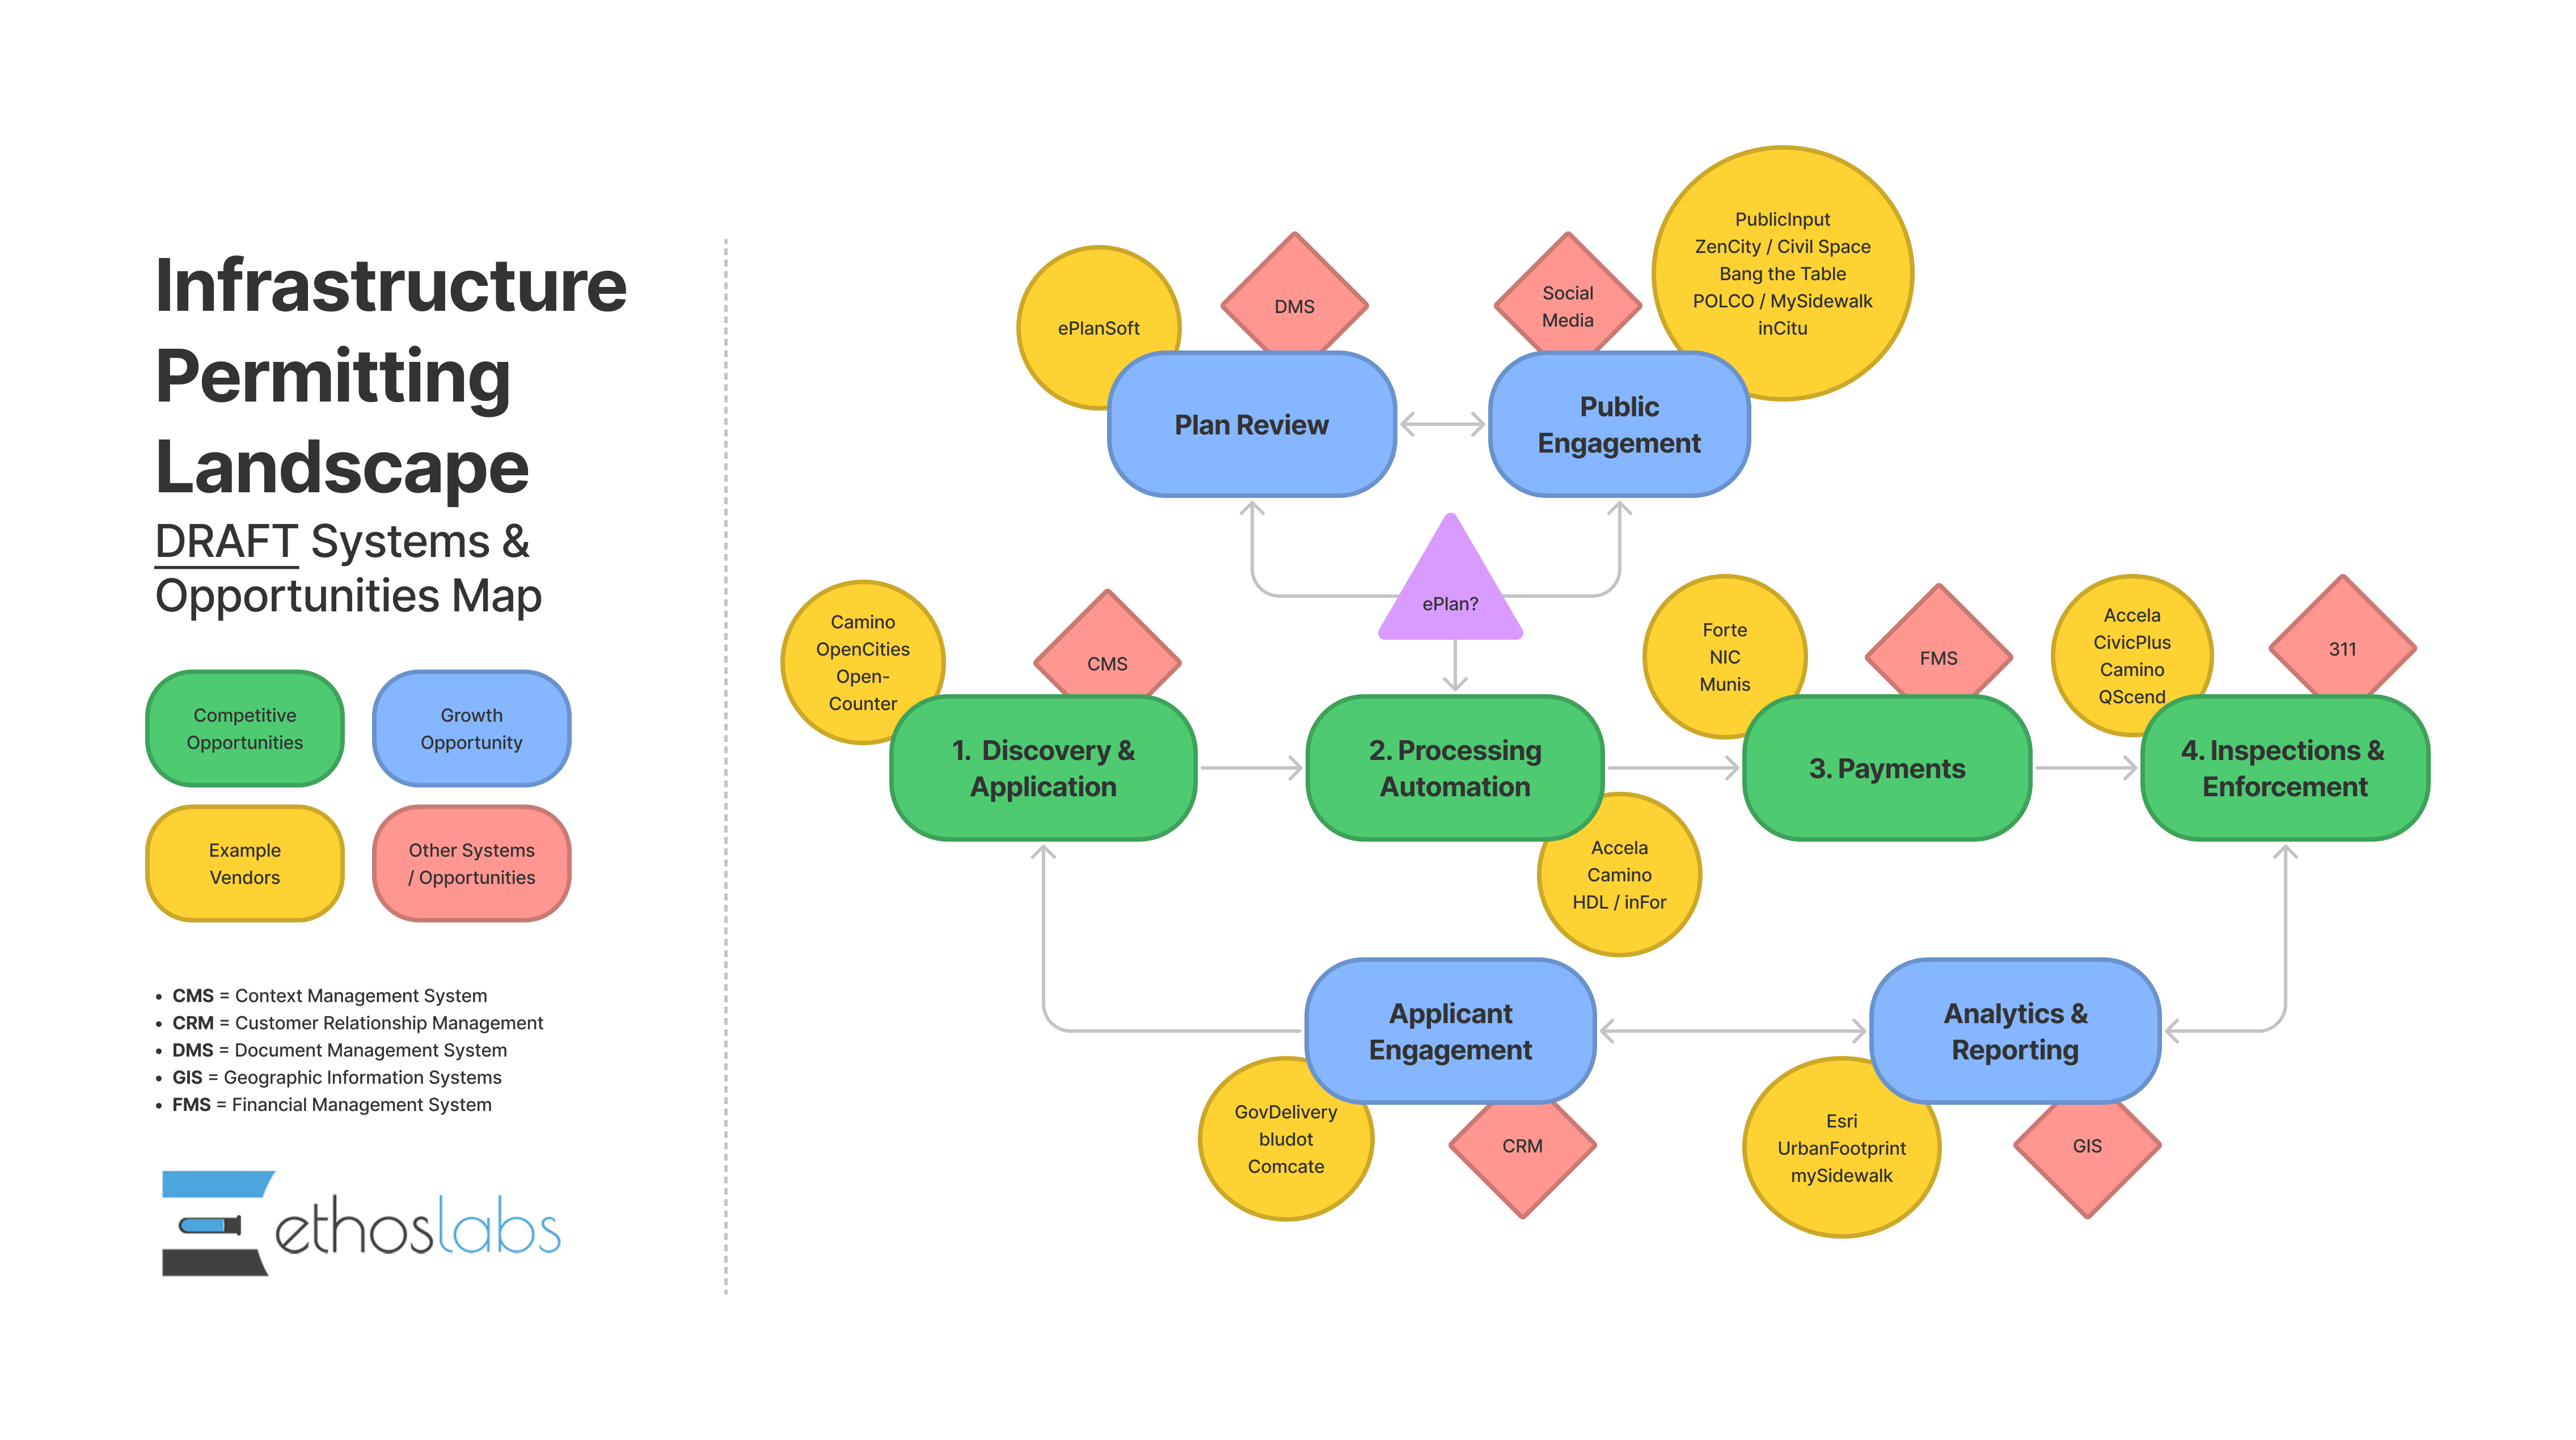 Infrastructure
Permitting
Landscape
DRAFT Systems &
Opportunities Map
Competitive
Opportunities
Growth
Opportunity
Example
Vendors
Other Systems
/ Opportunities
• CMS = Context Management System
• CRM = Customer Relationship Management
• DMS = Document Management System
• GIS = Geographic Information Systems
• FMS = Financial Management System
ethoslabs
ePlanSoft
DMS
Social
Media
PublicInput
ZenCity / Civil Space
Bang the Table
POLCO / MySidewalk
inCitu
Plan Review
Public
Engagement
ePlan?
Camino
OpenCities
Open-
Counter
CMS
Forte
NIC
Munis
FMS
Accela
CivicPlus
Camino
QScend
311
1. Discovery &
Application
2. Processing
Automation
3. Payments
4. Inspections &
Enforcement
Accela
Camino
HDL / inFor
Applicant
Engagement
Analytics &
Reporting
GovDelivery
bludot
Comcate
CRM
Esri
UrbanFootprint
mySidewalk
GIS